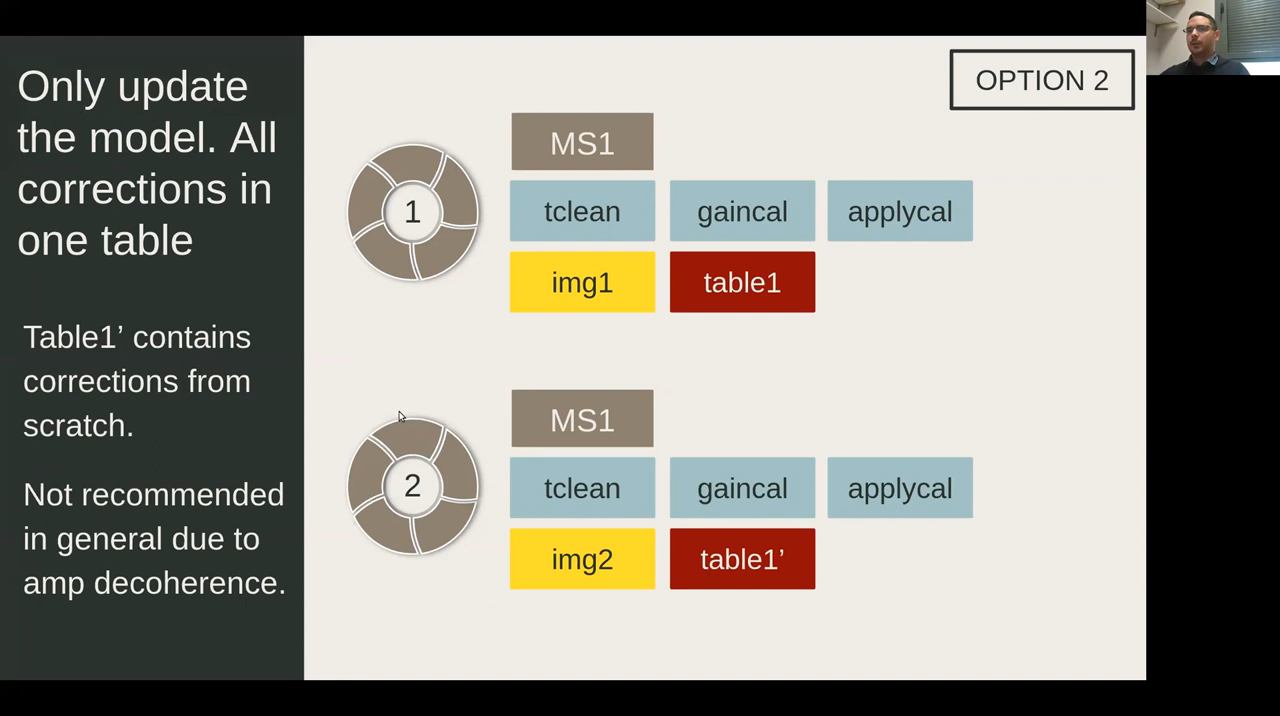 Only update
the model. All
corrections in
one table
Table1’ contains
corrections from
scratch.
Not recommended
in general due to
amp decoherence.
OPTION 2
1
MS1
tclean
gaincal
applycal
img1
table1
2
MS1
tclean
gaincal
applycal
img2
table1’